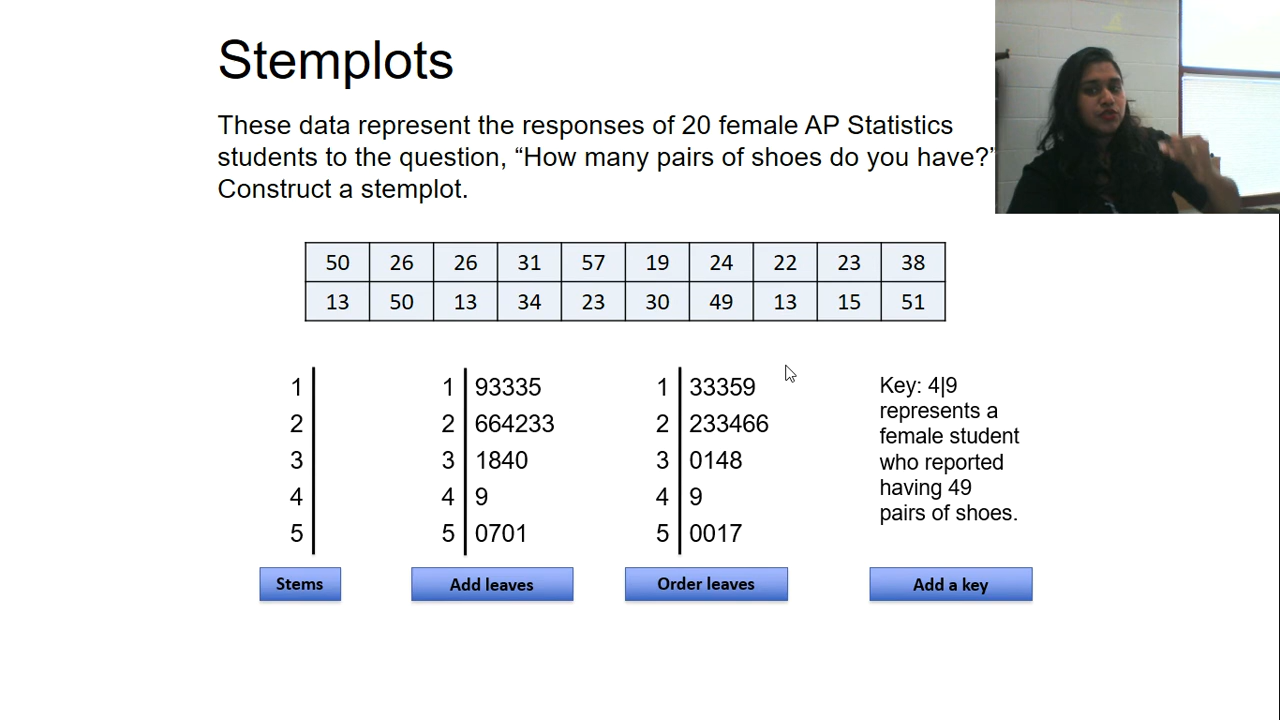 Stemplots
These data represent the responses of 20 female AP Statistics
students to the question, “How many pairs of shoes do you have?”
Construct a stemplot.
50 26 26 31 57 19 24 22 23 38
13 50 13 34 23 30 49 13 15 51
1
2
3
4
5
Stems
1 93335
2 664233
3 1840
4 9
5 0701
Add leaves
1 33359
2 233466
3 0148
4 9
5 0017
Order leaves
Key: 4|9
represents a
female student
who reported
having 49
pairs of shoes.
Add a key